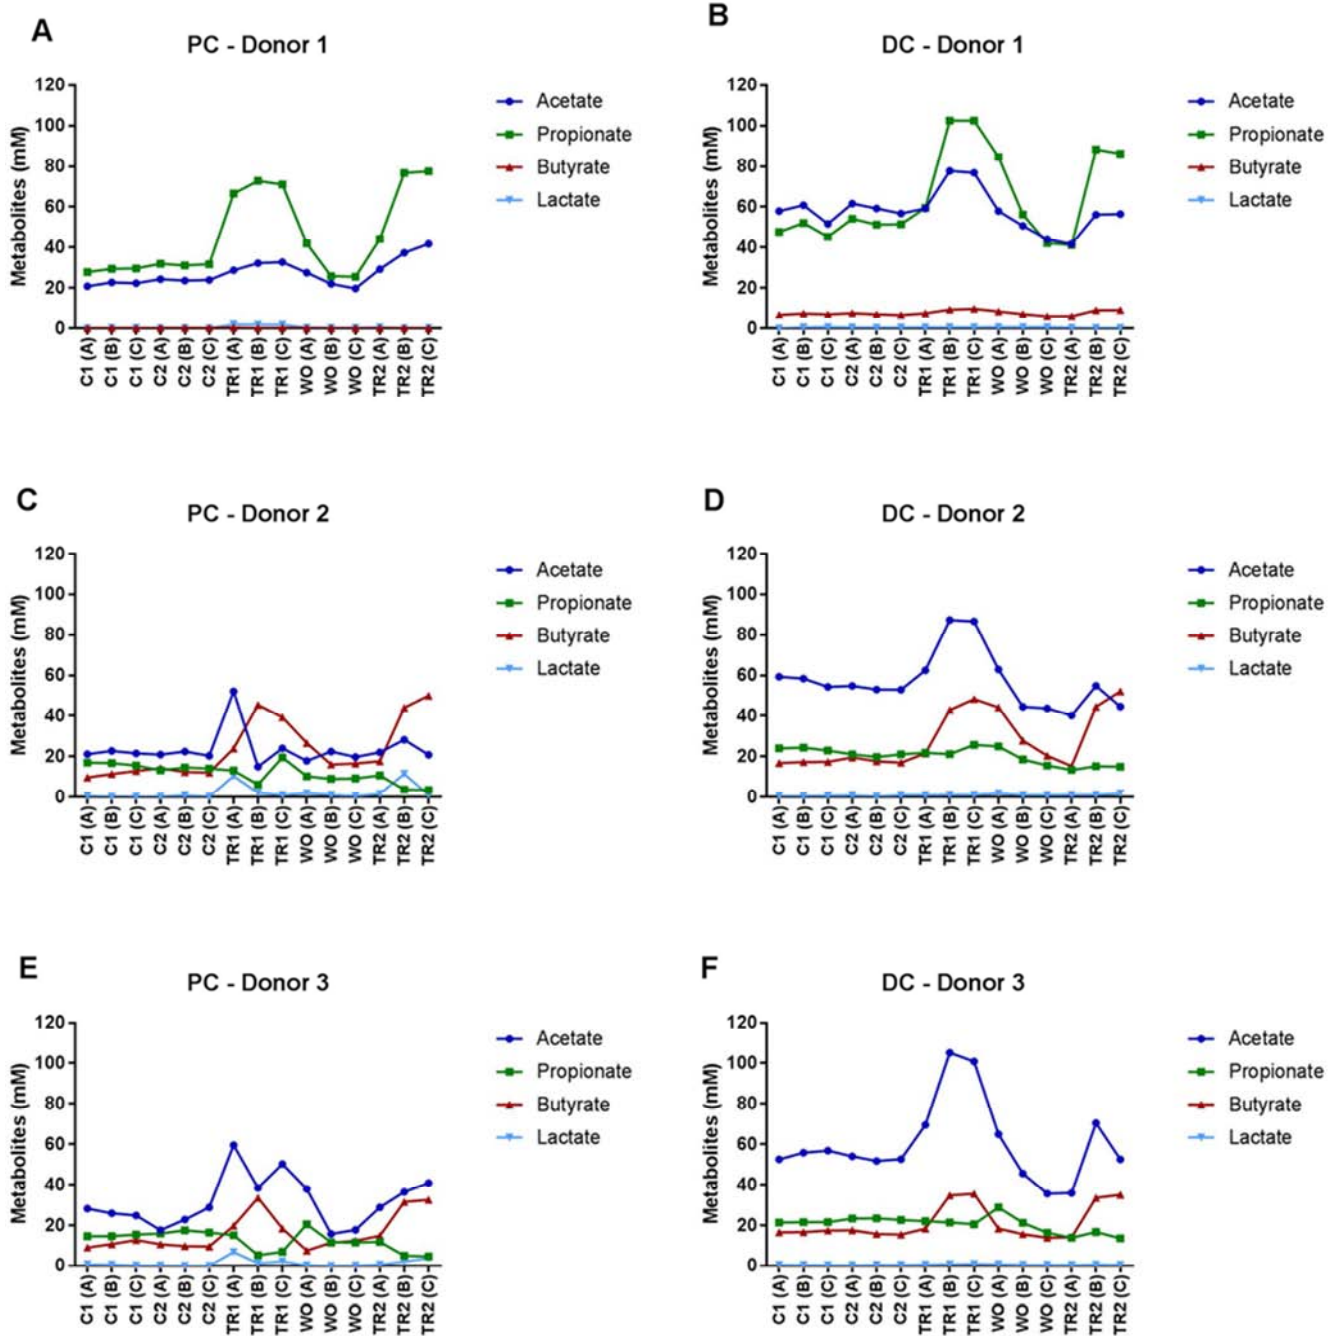 A
PC - Donor 1
Metabolites (mM)
120
100
80
60
40
20
0
C1 (A)
C1 (B)
C1 (C)
C2 (A)
C2 (B)
C2 (C)
TR1 (A)
TR1 (B)
TR1 (C)
WO (A)
WO (B)
WO (C)
TR2 (A)
TR2 (B)
TR2 (C)
Acetate
Propionate
Butyrate
Lactate
B
DC - Donor 1
Metabolites (mM)
120
100
80
60
40
20
0
C1 (A)
C1 (B)
C1 (C)
C2 (A)
C2 (B)
C2 (C)
TR1 (A)
TR1 (B)
TR1 (C)
WO (A)
WO (B)
WO (C)
TR2 (A)
TR2 (B)
TR2 (C)
Acetate
Propionate
Butyrate
Lactate
C
PC - Donor 2
Metabolites (mM)
120
100
80
60
40
20
0
C1 (A)
C1 (B)
C1 (C)
C2 (A)
C2 (B)
C2 (C)
TR1 (A)
TR1 (B)
TR1 (C)
WO (A)
WO (B)
WO (C)
TR2 (A)
TR2 (B)
TR2 (C)
Acetate
Propionate
Butyrate
Lactate
D
DC - Donor 2
Metabolites (mM)
120
100
80
60
40
20
0
C1 (A)
C1 (B)
C1 (C)
C2 (A)
C2 (B)
C2 (C)
TR1 (A)
TR1 (B)
TR1 (C)
WO (A)
WO (B)
WO (C)
TR2 (A)
TR2 (B)
TR2 (C)
Acetate
Propionate
Butyrate
Lactate
E
PC - Donor 3
Metabolites (mM)
120
100
80
60
40
20
0
C1 (A)
C1 (B)
C1 (C)
C2 (A)
C2 (B)
C2 (C)
TR1 (A)
TR1 (B)
TR1 (C)
WO (A)
WO (B)
WO (C)
TR2 (A)
TR2 (B)
TR2 (C)
Acetate
Propionate
Butyrate
Lactate
F
DC - Donor 3
Metabolites (mM)
120
100
80
60
40
20
0
C1 (A)
C1 (B)
C1 (C)
C2 (A)
C2 (B)
C2 (C)
TR1 (A)
TR1 (B)
TR1 (C)
WO (A)
WO (B)
WO (C)
TR2 (A)
TR2 (B)
TR2 (C)
Acetate
Propionate
Butyrate
Lactate